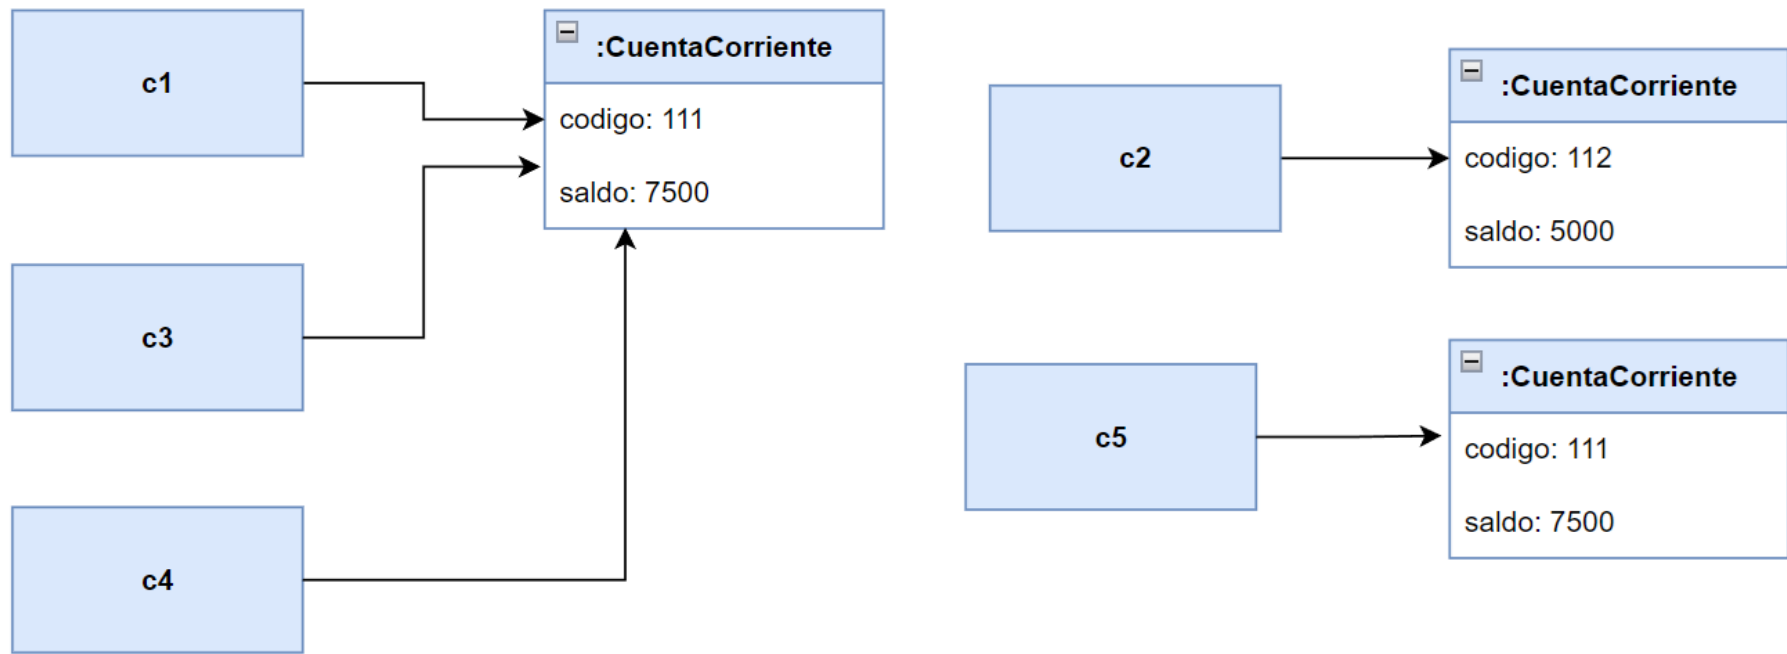 c1
:CuentaCorriente
codigo: 111
saldo: 7500
c3
c4
c2
:CuentaCorriente
codigo: 112
saldo: 5000
c5
:CuentaCorriente
codigo: 111
saldo: 7500